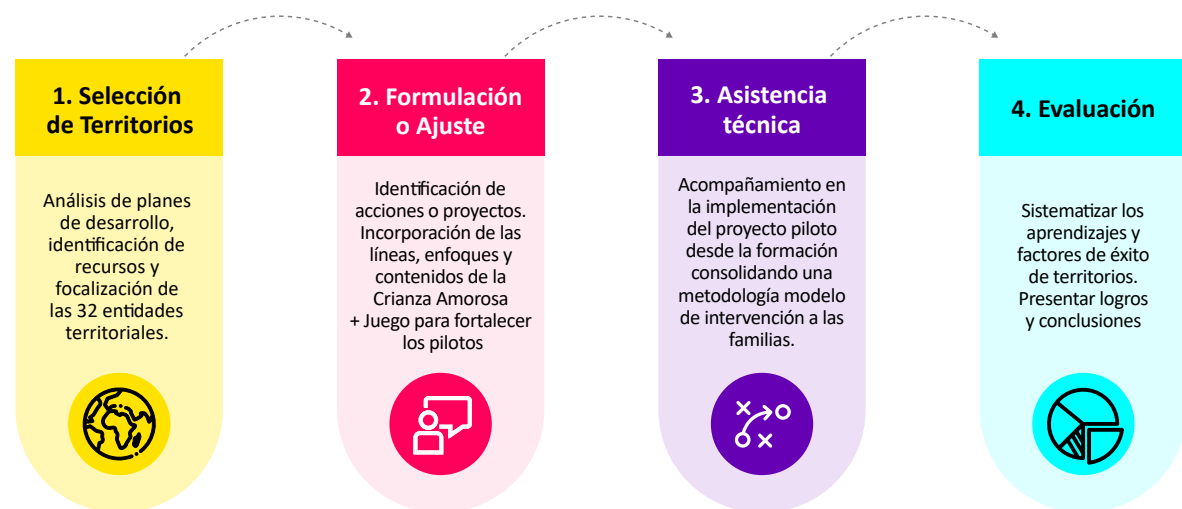 1. Selección
de Territorios
Análisis de planes
de desarrollo,
identificación de
recursos y
focalización de
las 32 entidades
territoriales.
2. Formulación
o Ajuste
Identificación de
acciones o proyectos.
Incorporación de las
líneas, enfoques y
contenidos de la
Crianza Amorosa
+ Juego para fortalecer
los pilotos
3. Asistencia
técnica
Acompañamiento en
la implementación
del proyecto piloto
desde la formación
consolidando una
metodología modelo
de intervención a las
familias.
4. Evaluación
Sistematizar los
aprendizajes y
factores de éxito
de territorios.
Presentar logros
y conclusiones